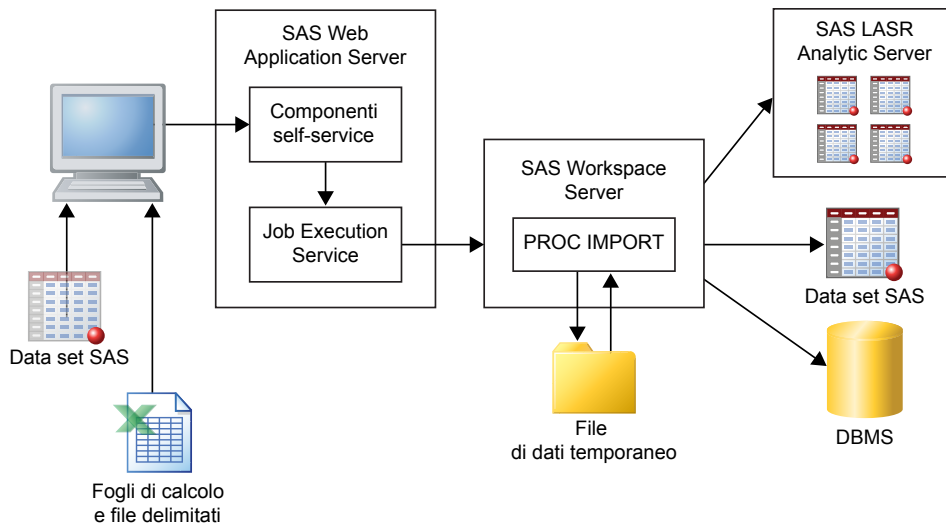 SAS Web
Application Server
Componenti
self-service
Job Execution
Service
SAS Workspace
Server
PROC IMPORT
SAS LASR
Analytic Server
Data set SAS
DBMS
File
di dati temporaneo
Data set SAS
Fogli di calcolo
e file delimitati